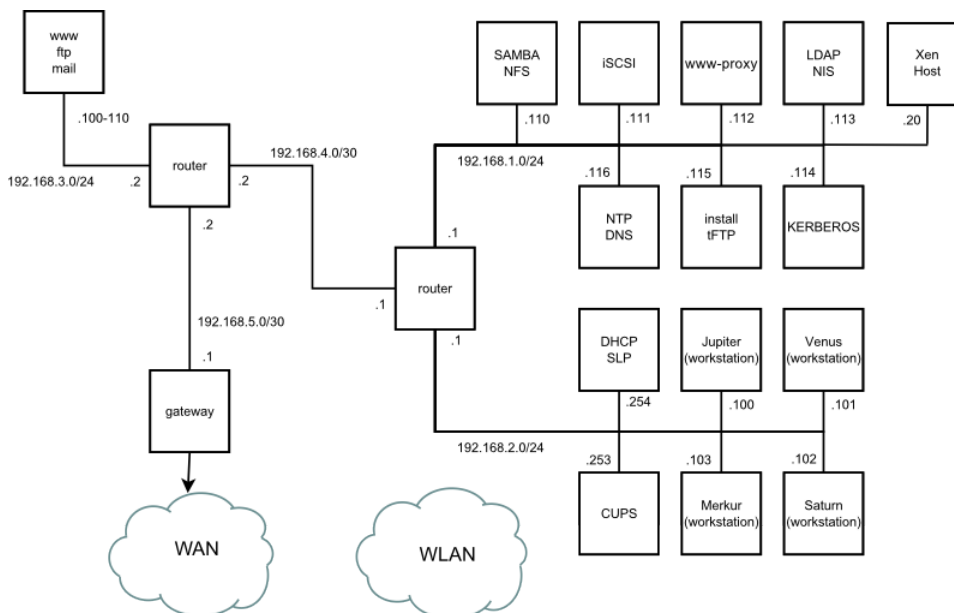 www
ftp
mail
SAMBA
NFS
iSCSI
www-proxy
LDAP
NIS
Xen
Host
.100-110
.110
.111
.112
.113
.20
router
192.168.4.0/30
192.168.1.0/24
192.168.3.0/24
.2
.2
.2
.116
.115
.114
NTP
DNS
install
tFTP
KERBEROS
.1
router
.1
.1
192.168.5.0/30
.1
gateway
DHCP
SLP
Jupiter
(workstation)
Venus
(workstation)
.254
.100
.101
192.168.2.0/24
.253
.103
.102
CUPS
Merkur
(workstation)
Saturn
(workstation)
WAN
WLAN